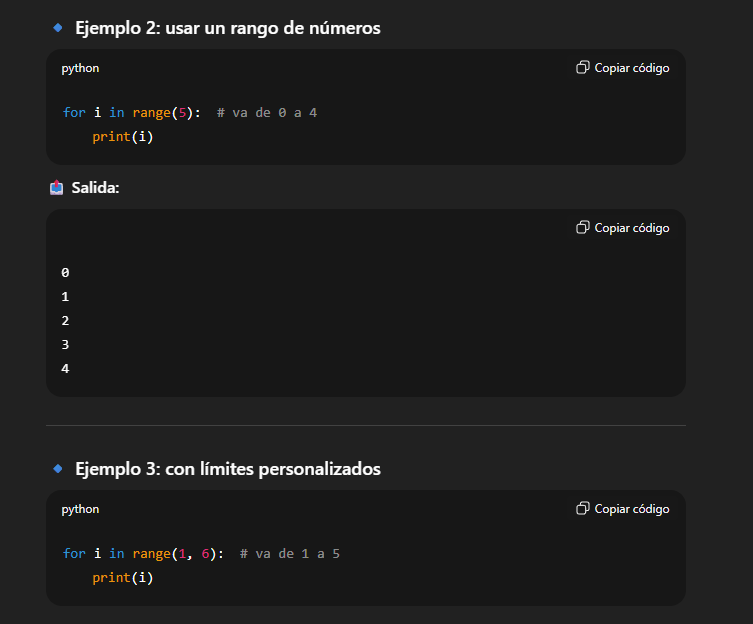 Ejemplo 2: usar un rango de números
python
Copiar código
for i in range(5):  # va de 0 a 4
    print(i)
Salida:
Copiar código
0
1
2
3
4
Ejemplo 3: con límites personalizados
python
Copiar código
for i in range(1, 6):  # va de 1 a 5
    print(i)